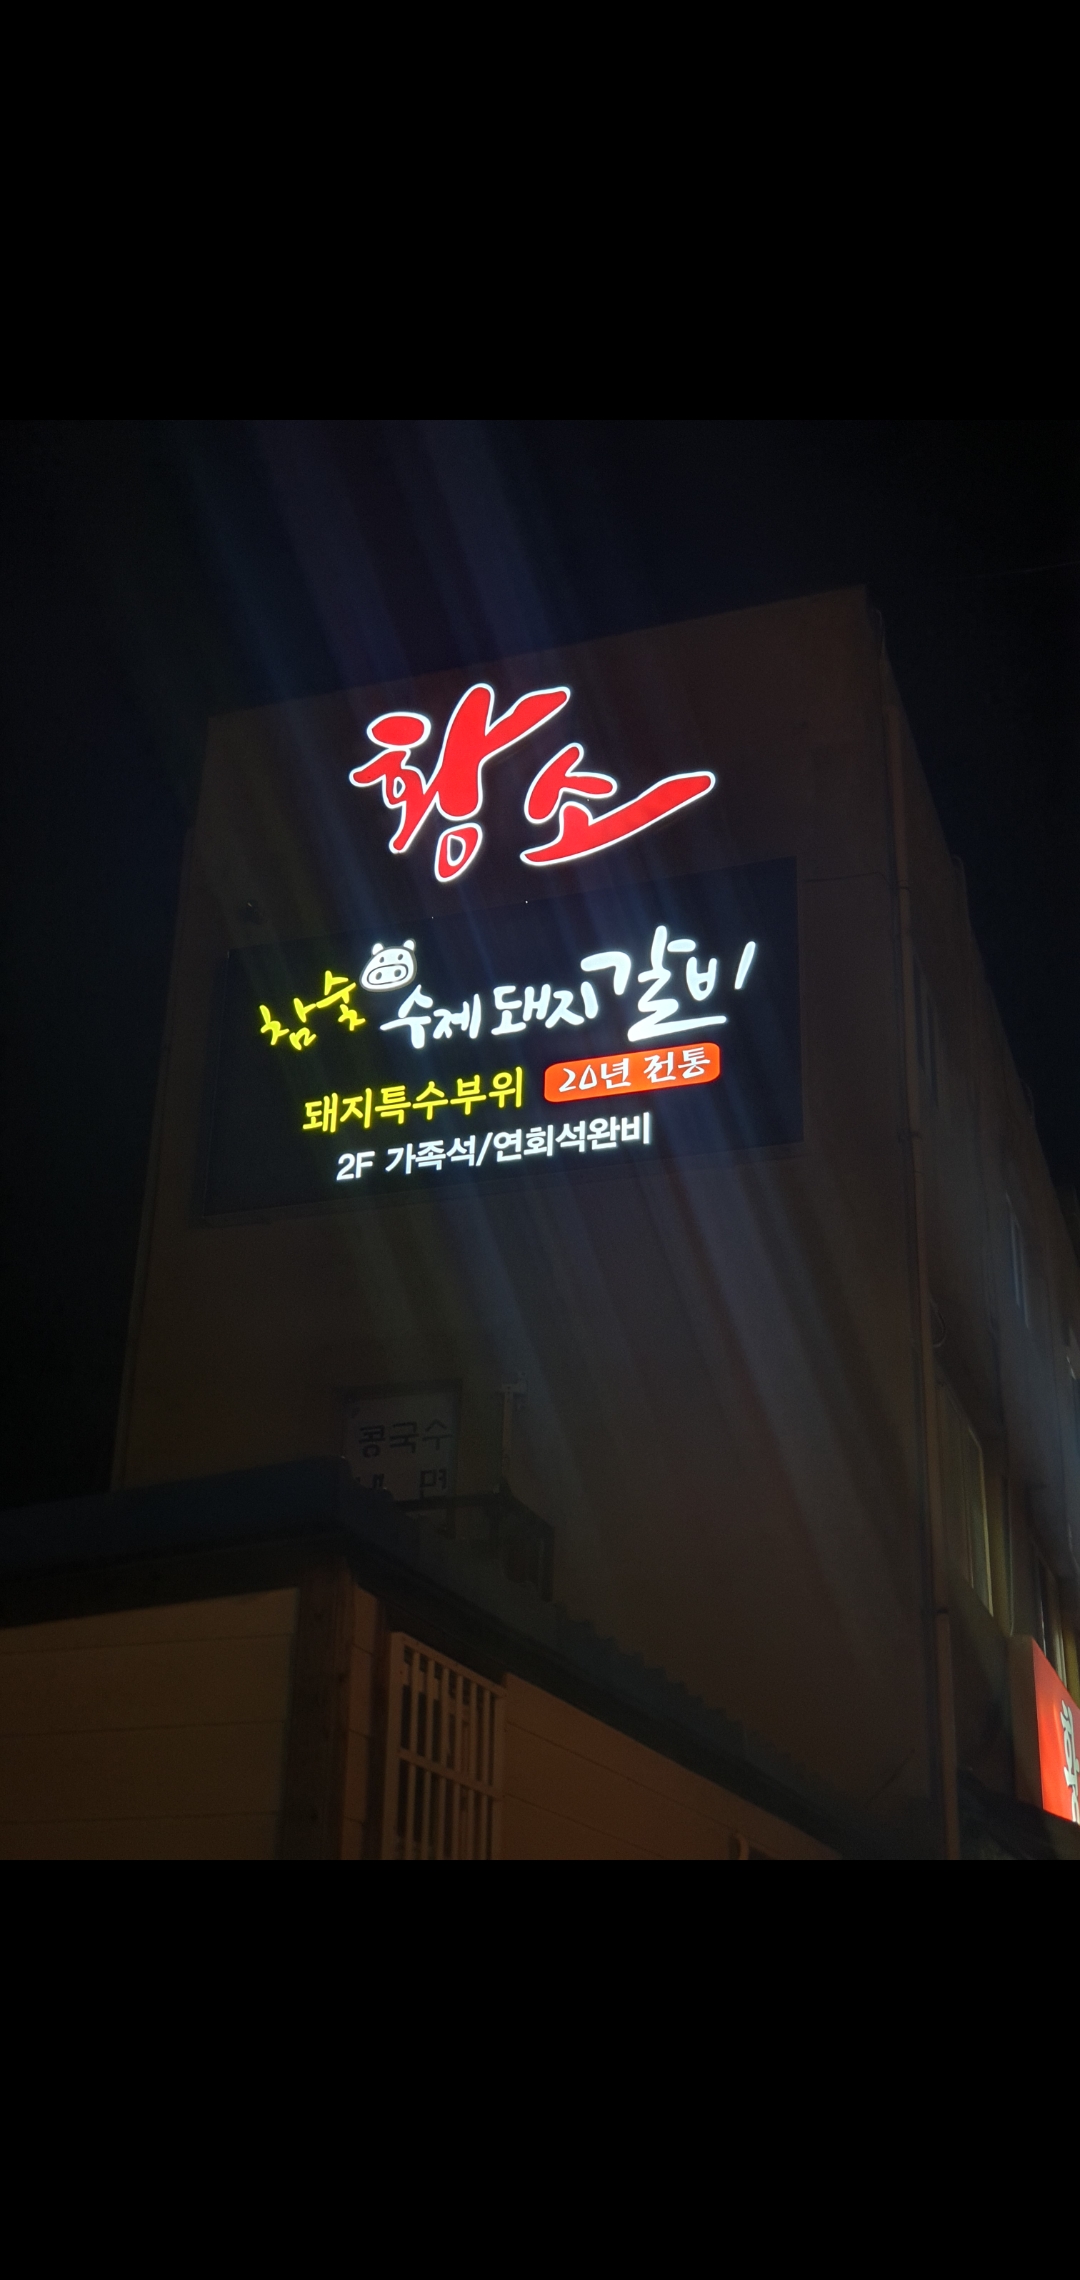 황소
참숯 수제돼지갈비
돼지특수부위 20년 전통
2F 가족석/연회석완비
콩국수